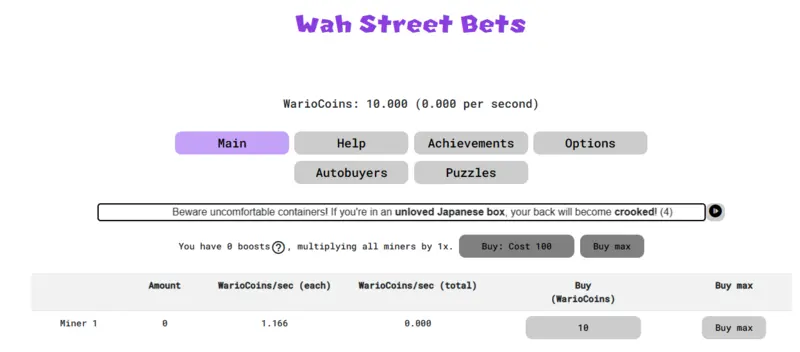 Wah Street Bets
WarioCoins: 10.000 (0.000 per second)
Main Help Achievements Options
Autobuyers Puzzles
Beware uncomfortable containers! If you're in an unloved Japanese box, your back will become crooked! (4)
You have 0 boosts?, multiplying all miners by 1x. Buy: Cost 100 Buy max
Amount WarioCoins/sec (each) WarioCoins/sec (total) Buy Buy max
(WarioCoins)
Miner 1 0 1.166 0.000 10 Buy max